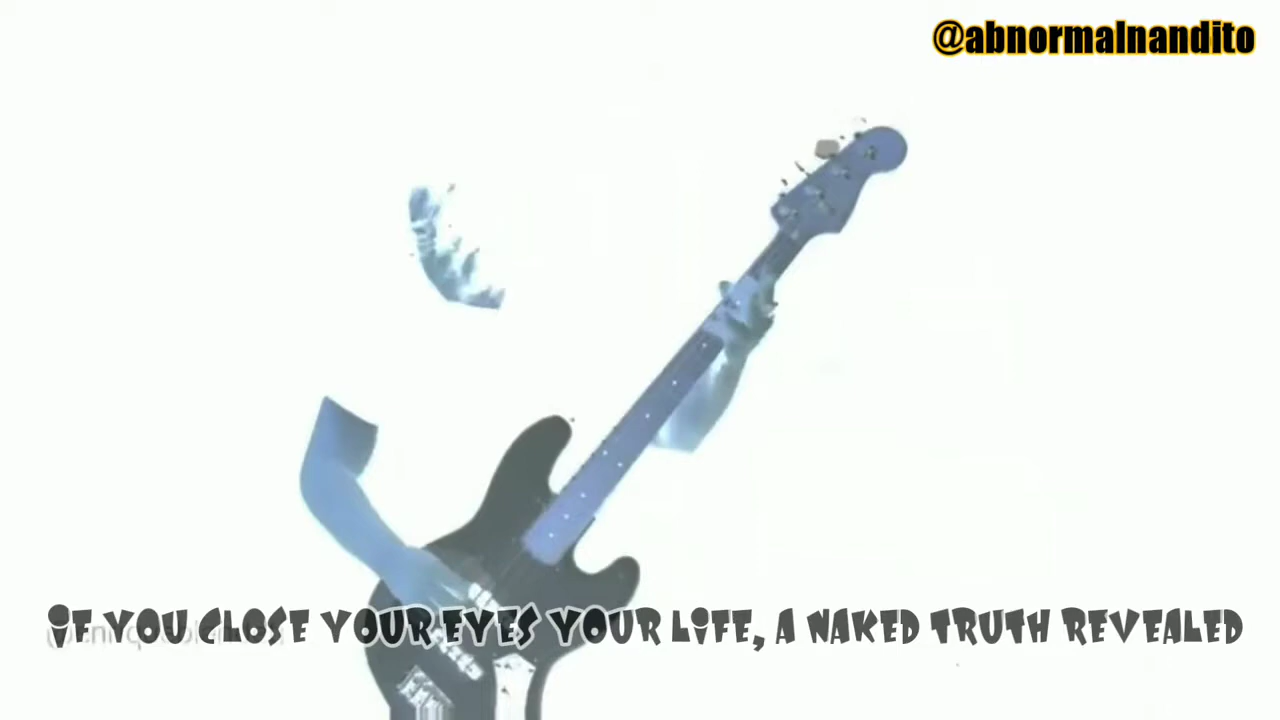 @abnormalnandito
IF YOU CLOSE YOUR EYES YOUR LIFE, A NAKED TRUTH REVEALED